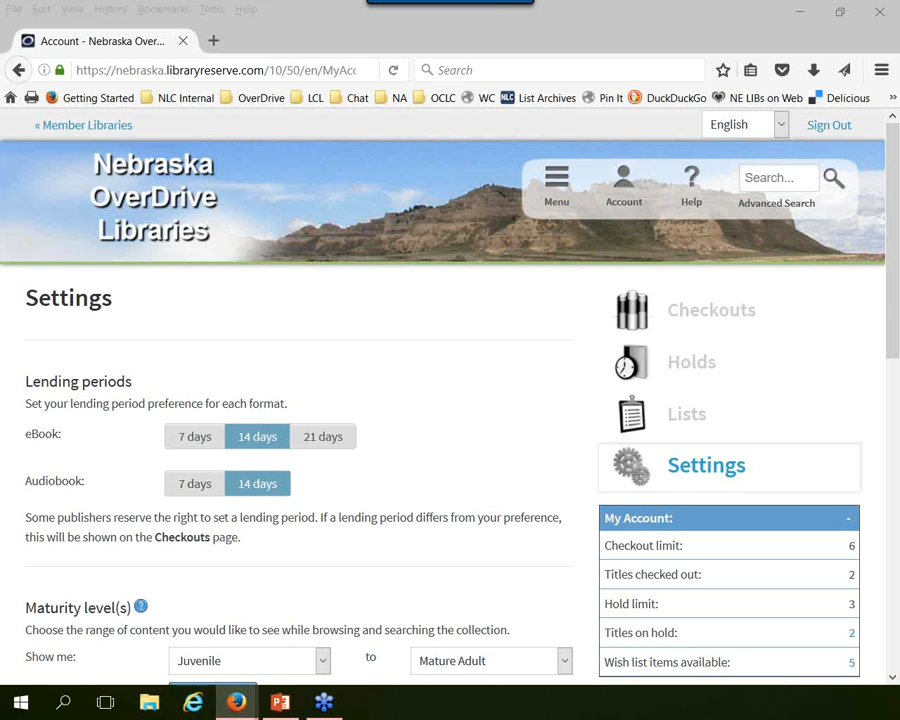 File Edit View History Bookmarks Tools Help
Account - Nebraska Over...
https://nebraska.libraryreserve.com/10/50/en/MyAcc
Search
Getting Started NLC Internal OverDrive LCL Chat NA OCLC WC NLC List Archives Pin It DuckDuckGo NE LIBs on Web Delicious
« Member Libraries
English
Sign Out
Nebraska
OverDrive
Libraries
Menu
Account
?
Help
Search...
Advanced Search
Settings
Lending periods
Set your lending period preference for each format.
eBook:
7 days 14 days 21 days
Audiobook:
7 days 14 days
Some publishers reserve the right to set a lending period. If a lending period differs from your preference,
this will be shown on the Checkouts page.
Maturity level(s) ?
Choose the range of content you would like to see while browsing and searching the collection.
Show me: Juvenile to Mature Adult
Checkouts
Holds
Lists
Settings
My Account: -
Checkout limit: 6
Titles checked out: 2
Hold limit: 3
Titles on hold: 2
Wish list items available: 5